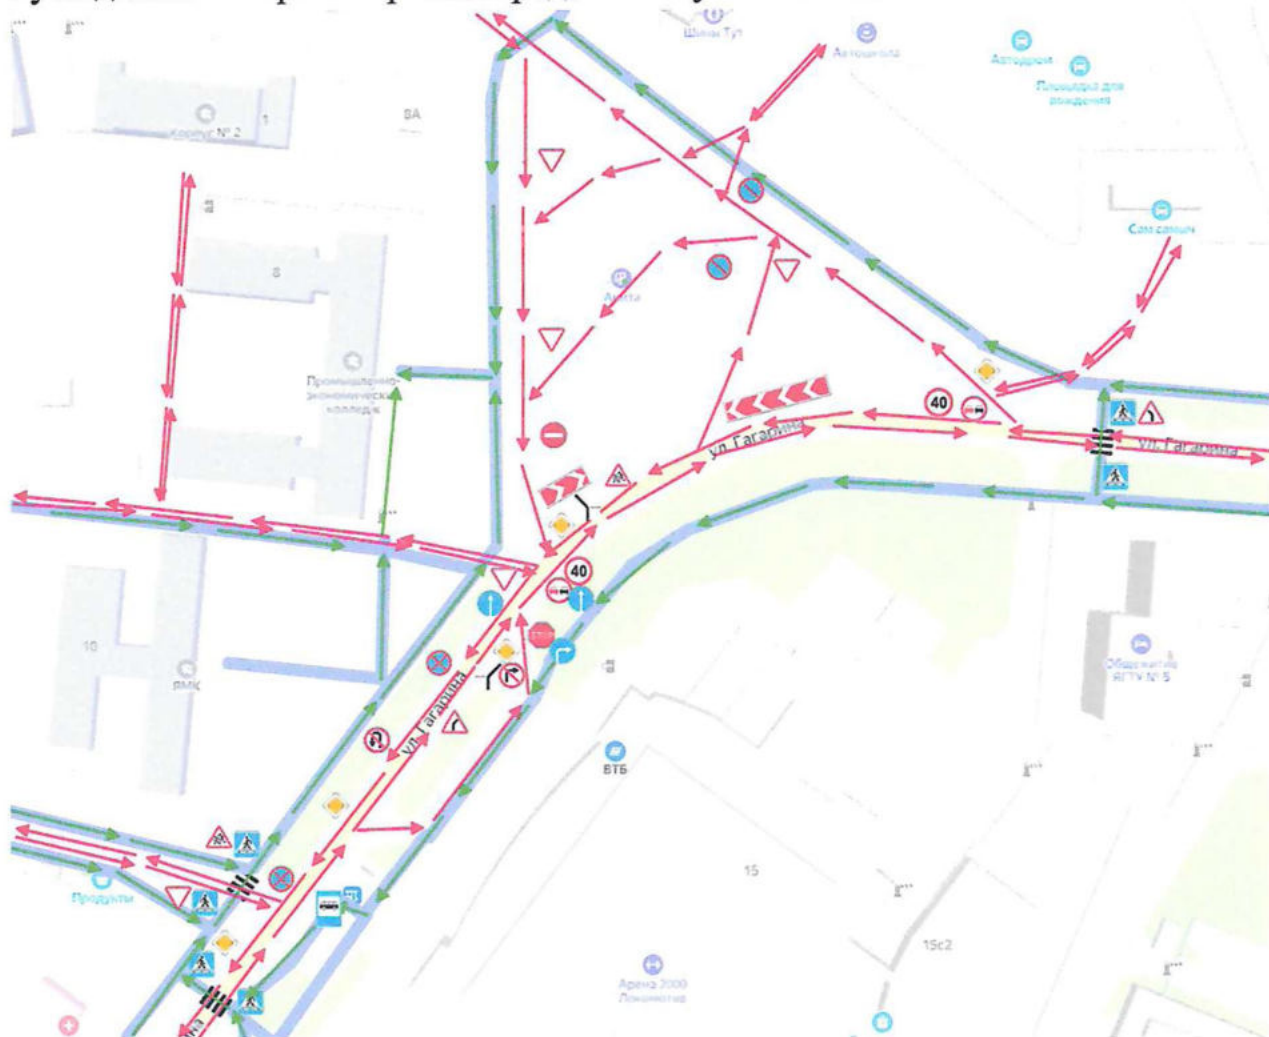 Шины Тут
Автошкола
Автодром
Площадка для
вождения
8А
Корпус № 2
1
Сам самыч
8
Промышленно-
экономический
колледж
40
ул. Гагарина
ул. Гагарина
40
STOP
10
ЯМК
ул. Гагарина
Общежитие
ЯГТУ № 5
ВТБ
15
Продукты
15с2
Арена 2000
Локомотив